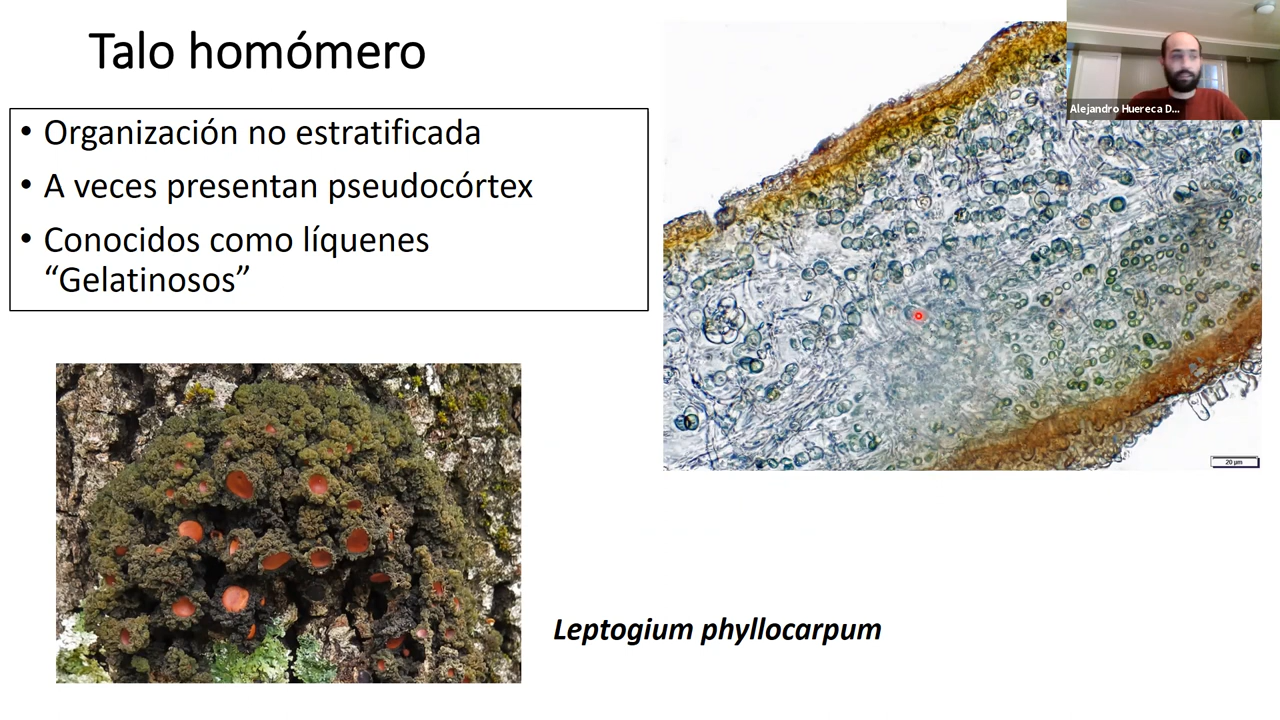 Talo homómero
• Organización no estratificada
• A veces presentan pseudocórtex
• Conocidos como líquenes
“Gelatinosos”
Alejandro Huereca D...
20 µm
Leptogium phyllocarpum